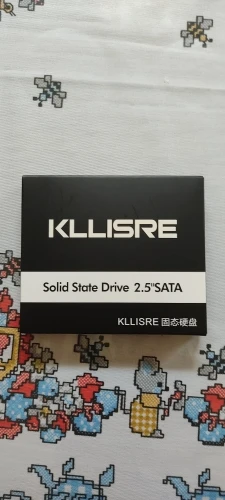 KLLISRE
Solid State Drive 2.5"SATA
KLLISRE 固态硬盘